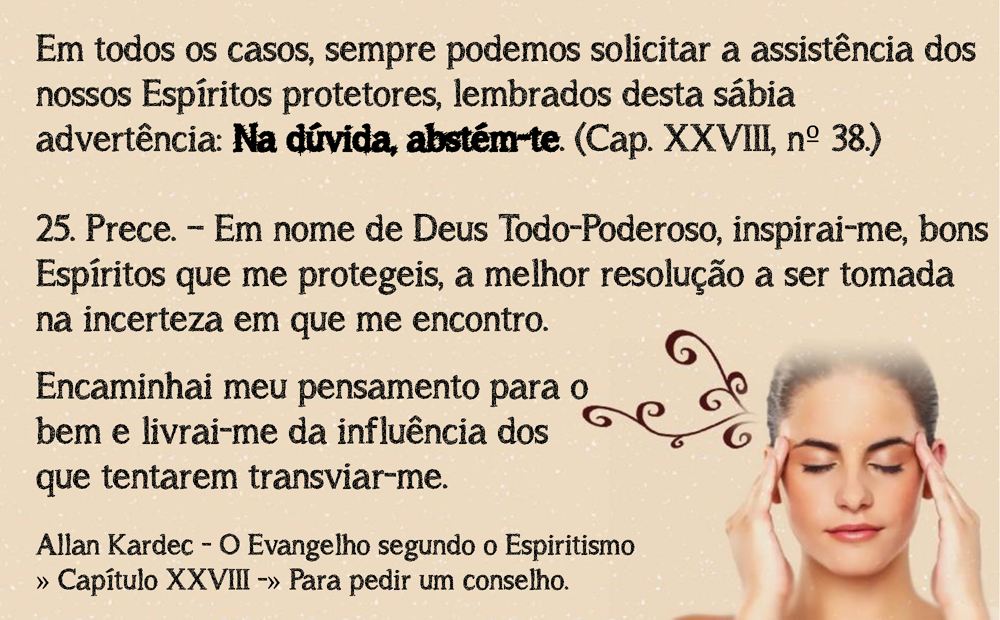 Em todos os casos, sempre podemos solicitar a assistência dos
nossos Espíritos protetores, lembrados desta sábia
advertência: Na dúvida, abstém-te. (Cap. XXVIII, nº 38.)
25. Prece. – Em nome de Deus Todo-Poderoso, inspirai-me, bons
Espíritos que me protegeis, a melhor resolução a ser tomada
na incerteza em que me encontro.
Encaminhai meu pensamento para o
bem e livrai-me da influência dos
que tentarem transviar-me.
Allan Kardec - O Evangelho segundo o Espiritismo
» Capítulo XXVIII -» Para pedir um conselho.